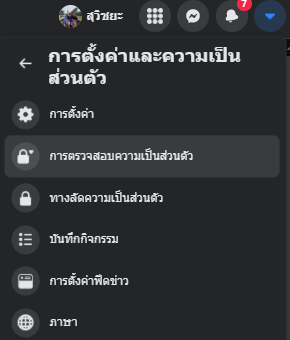 สุวิชยะ
7
การตั้งค่าและความเป็น
ส่วนตัว
การตั้งค่า
การตรวจสอบความเป็นส่วนตัว
ทางลัดความเป็นส่วนตัว
บันทึกกิจกรรม
การตั้งค่าฟีดข่าว
ภาษา